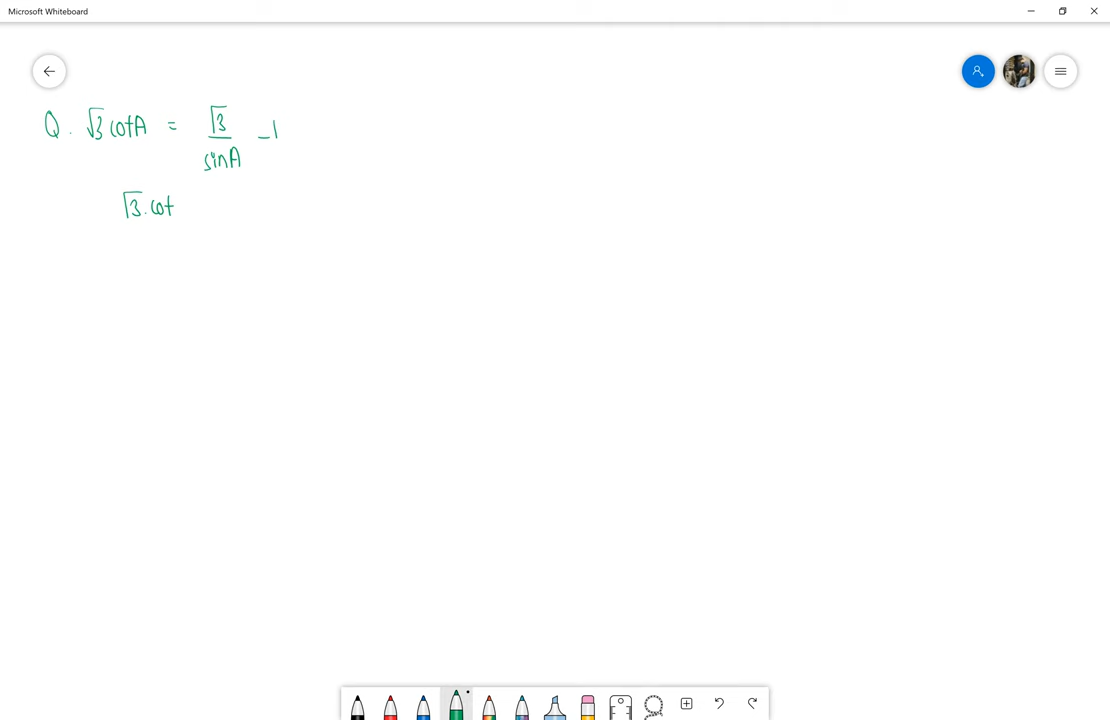 Microsoft Whiteboard
Q. √3 cotA = √3/sinA - 1
√3. cot